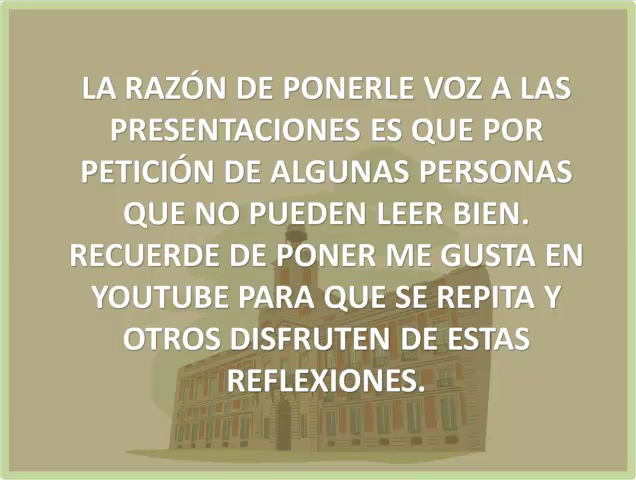 LA RAZÓN DE PONERLE VOZ A LAS
PRESENTACIONES ES QUE POR
PETICIÓN DE ALGUNAS PERSONAS
QUE NO PUEDEN LEER BIEN.
RECUERDE DE PONER ME GUSTA EN
YOUTUBE PARA QUE SE REPITA Y
OTROS DISFRUTEN DE ESTAS
REFLEXIONES.